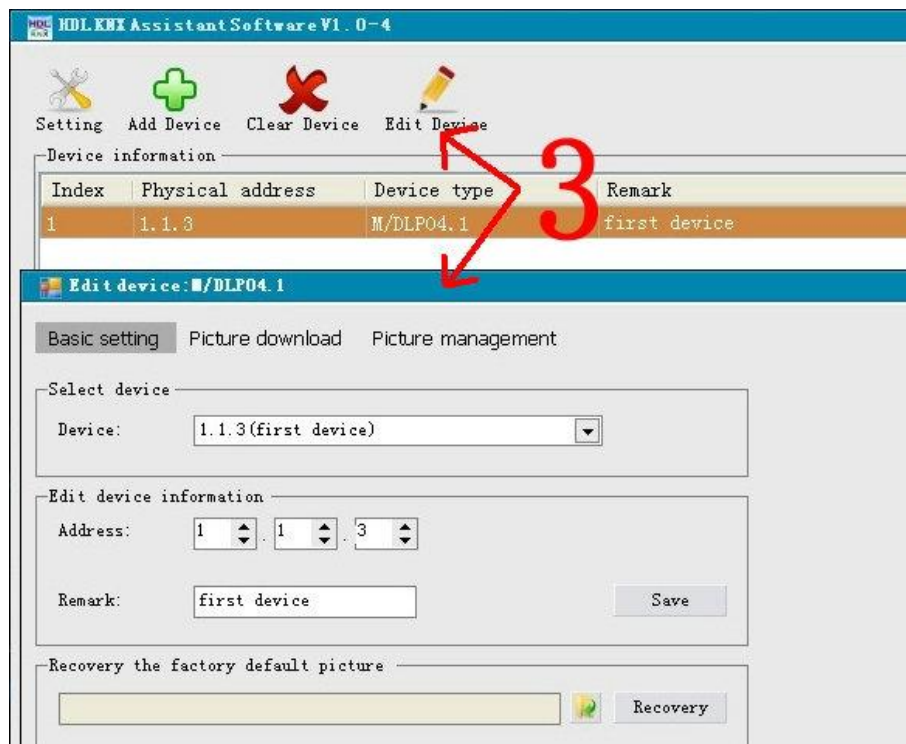 HDL KNX Assistant Software V1.0-4
Setting Add Device Clear Device Edit Device
3
Device information
Index Physical address Device type Remark
1 1.1.3 M/DLP04.1 first device
Edit device:M/DLP04.1
Basic setting Picture download Picture management
Select device
Device: 1.1.3(first device)
Edit device information
Address: 1 . 1 . 3
Remark: first device Save
Recovery the factory default picture
Recovery